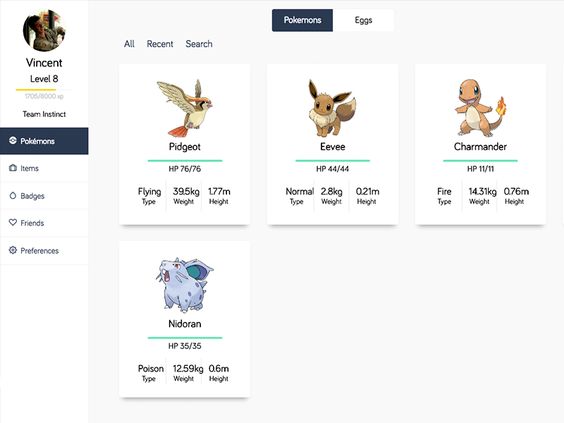 Vincent
Level 8
1705/8000 xp
Team Instinct
Pokémons
Items
Badges
Friends
Preferences
Pokemons Eggs
All Recent Search
Pidgeot
HP 76/76
Flying 39.5kg 1.77m
Type Weight Height
Eevee
HP 44/44
Normal 2.8kg 0.21m
Type Weight Height
Charmander
HP 11/11
Fire 14.31kg 0.76m
Type Weight Height
Nidoran
HP 35/35
Poison 12.59kg 0.6m
Type Weight Height